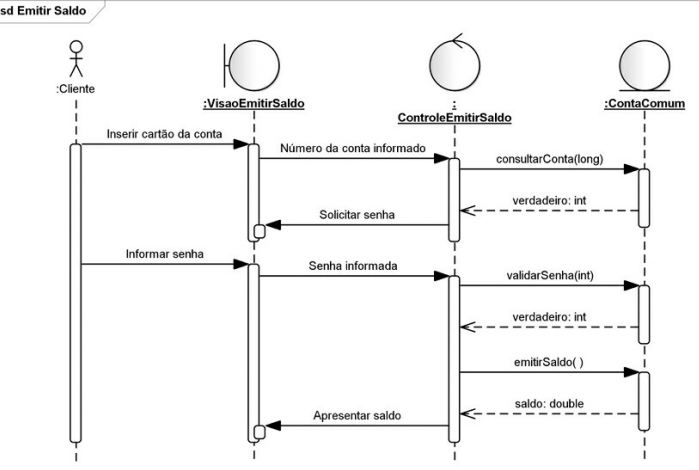 sd Emitir Saldo
:Cliente
:VisaoEmitirSaldo
:
ControleEmitirSaldo
:ContaComum
Inserir cartão da conta
Número da conta informado
consultarConta(long)
verdadeiro: int
Solicitar senha
Informar senha
Senha informada
validarSenha(int)
verdadeiro: int
emitirSaldo( )
saldo: double
Apresentar saldo